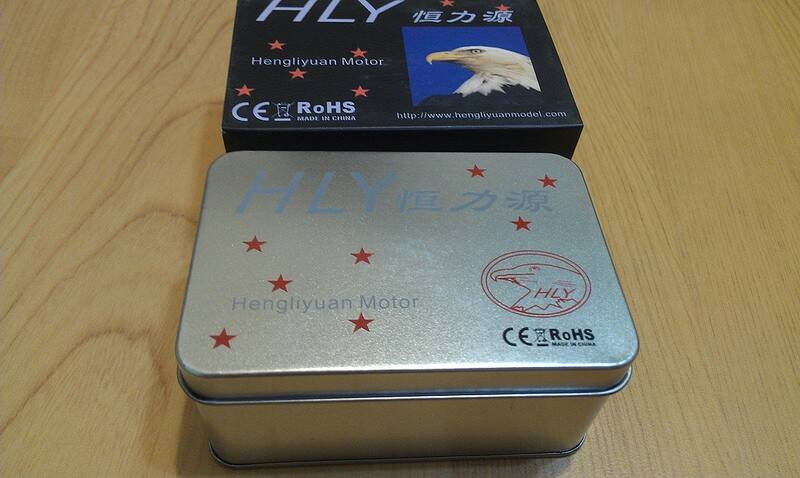 HLY 恒力源
Hengliyuan Motor
CE RoHS
MADE IN CHINA
http://www.hengliyuanmodel.com
HLY 恒力源
Hengliyuan Motor
HLY
CE RoHS
MADE IN CHINA